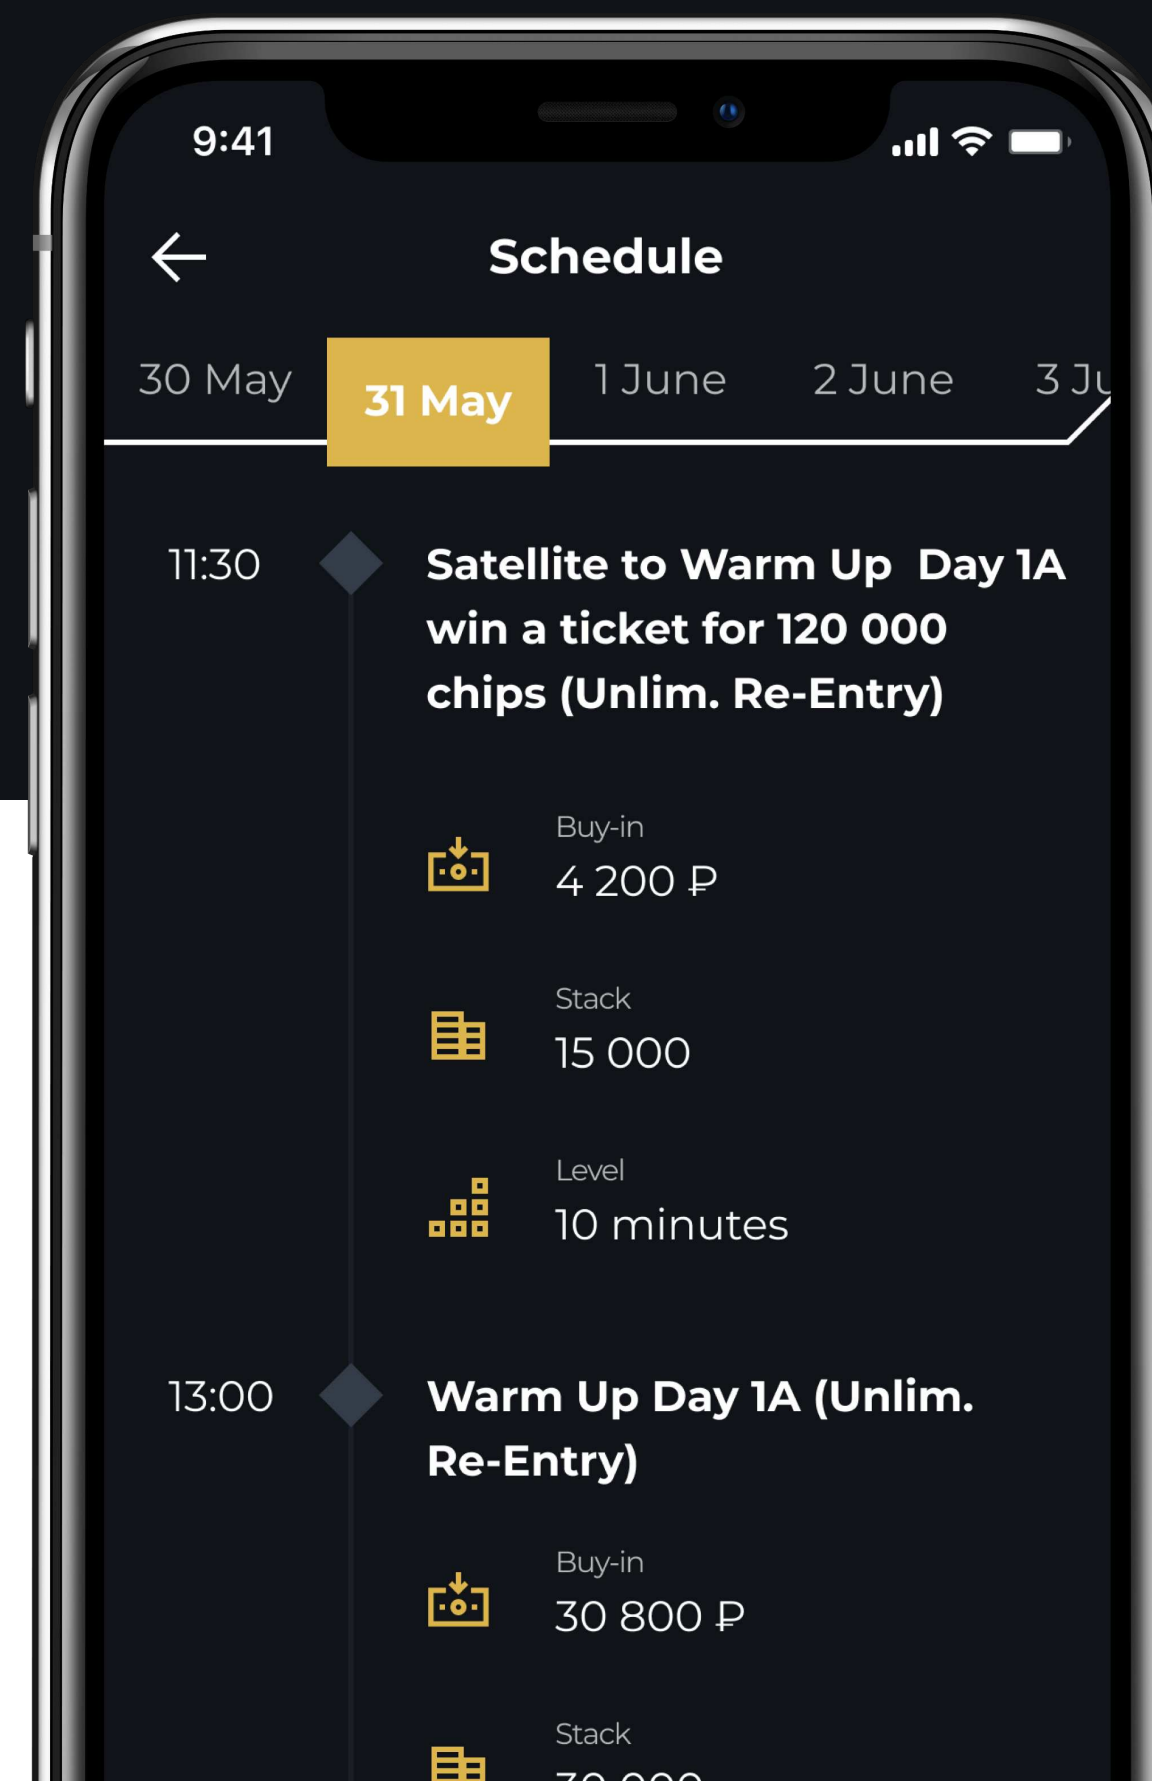 9:41
Schedule
30 May
31 May
1 June
2 June
3 Ju
11:30
Satellite to Warm Up Day 1A
win a ticket for 120 000
chips (Unlim. Re-Entry)
Buy-in
4 200 ₽
Stack
15 000
Level
10 minutes
13:00
Warm Up Day 1A (Unlim.
Re-Entry)
Buy-in
30 800 ₽
Stack